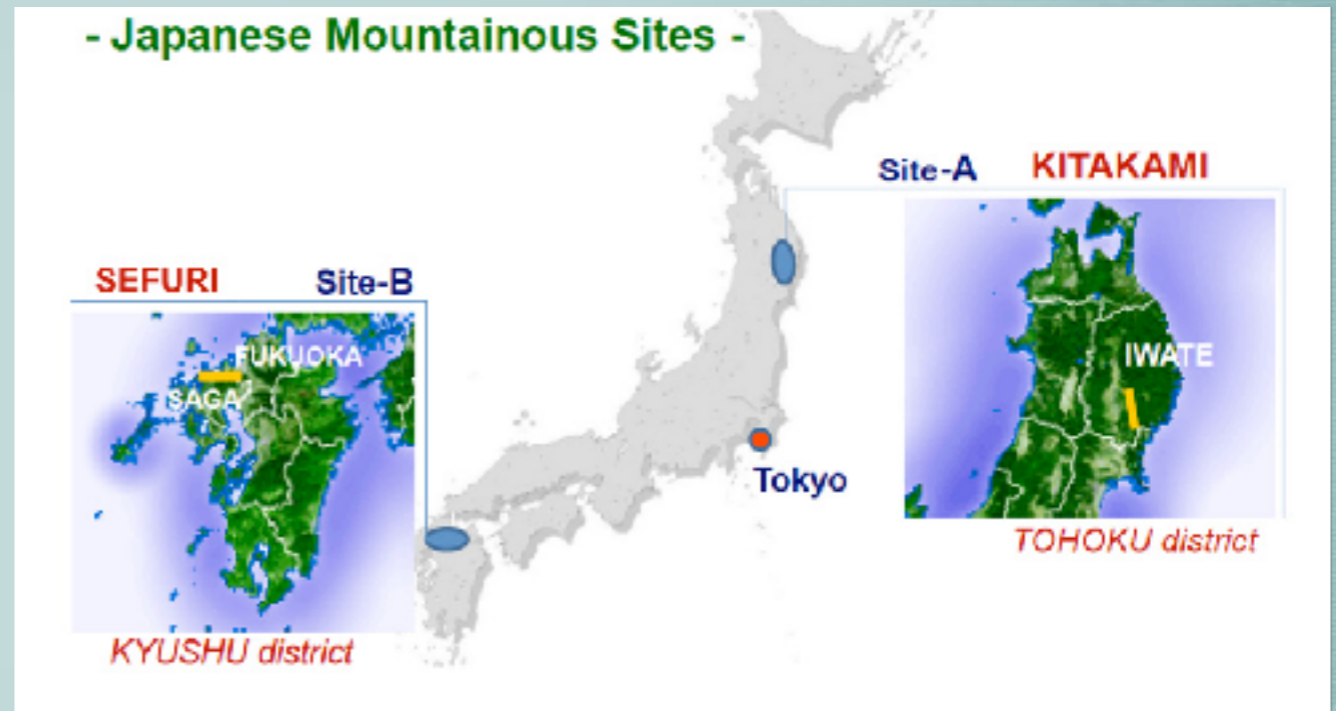 - Japanese Mountainous Sites -
Site-A KITAKAMI
SEFURI Site-B
FUKUOKA
SAGA
IWATE
Tokyo
TOHOKU district
KYUSHU district